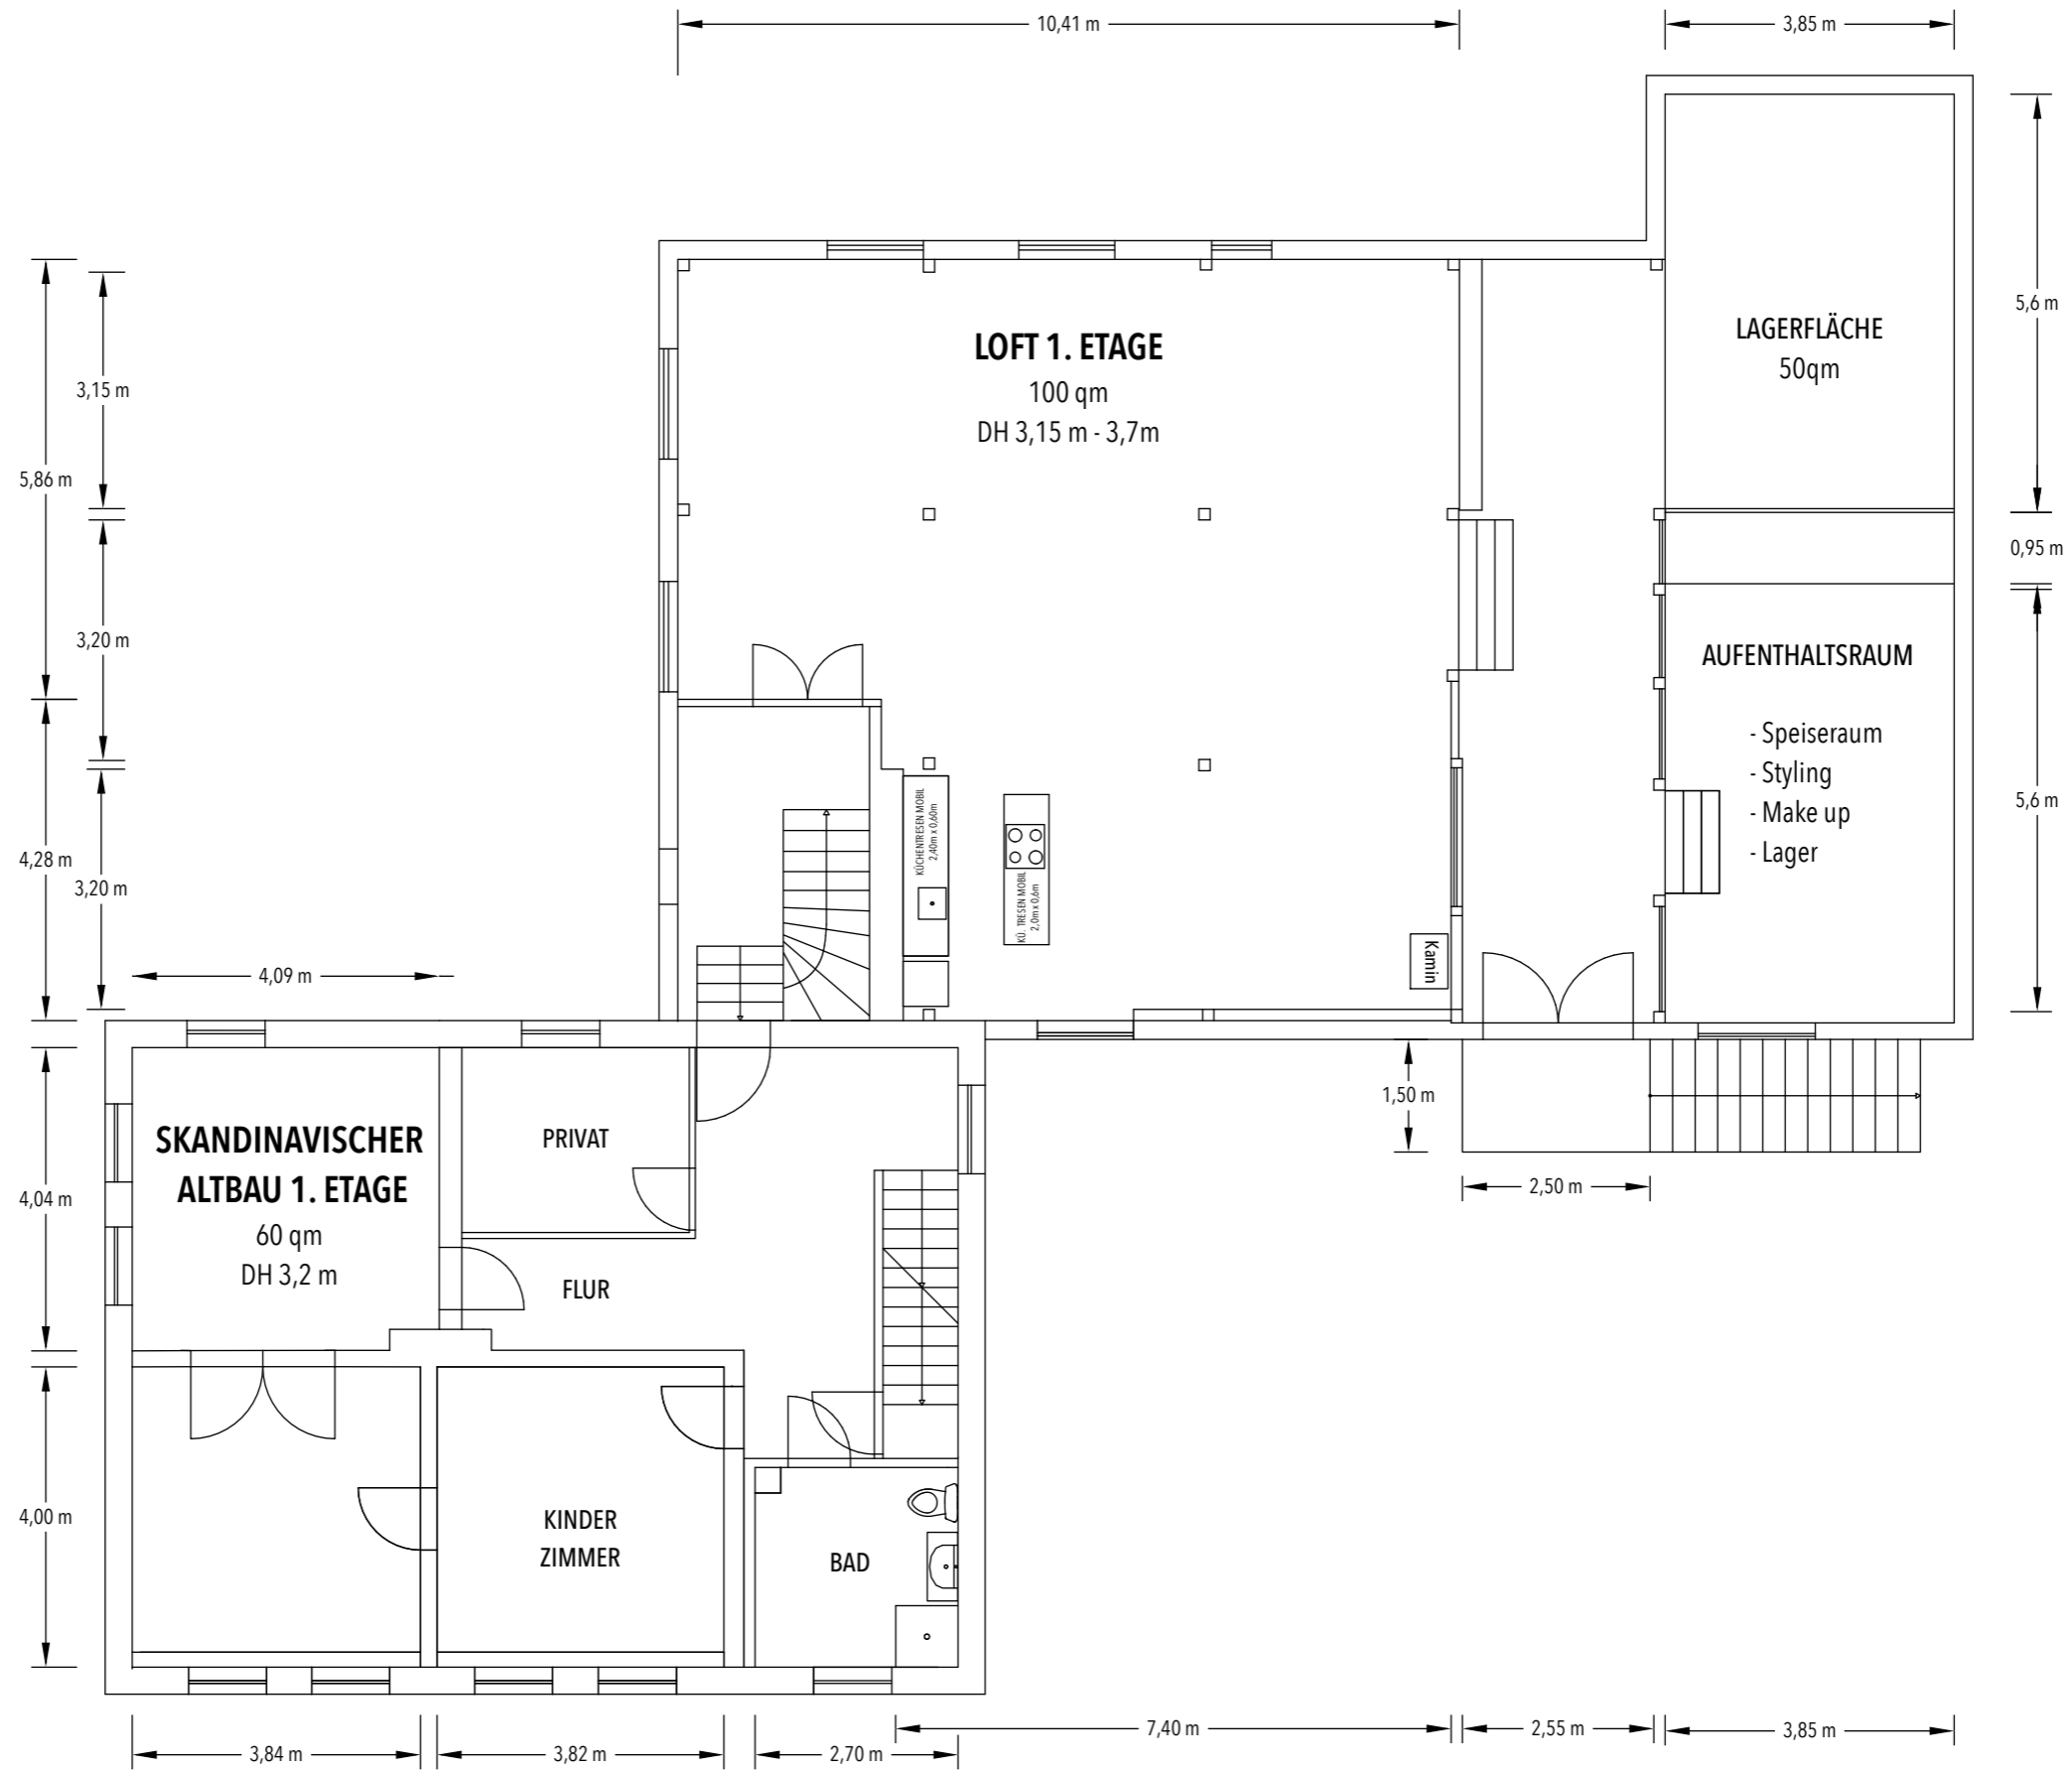 10,41 m
3,85 m
LOFT 1. ETAGE
100 qm
DH 3,15 m - 3,7m
LAGERFLÄCHE
50qm
5,6 m
0,95 m
3,15 m
5,86 m
3,20 m
4,28 m
3,20 m
AUFENTHALTSRAUM
- Speiseraum
- Styling
- Make up
- Lager
5,6 m
KÜCHENTRESEN MOBIL
2,40m x 0,60m
KÜ. TRESEN MOBIL
2,0m x 0,6m
Kamin
4,09 m
1,50 m
2,50 m
SKANDINAVISCHER
ALTBAU 1. ETAGE
60 qm
DH 3,2 m
PRIVAT
FLUR
4,04 m
4,00 m
KINDER
ZIMMER
BAD
7,40 m
2,55 m
3,85 m
3,84 m
3,82 m
2,70 m